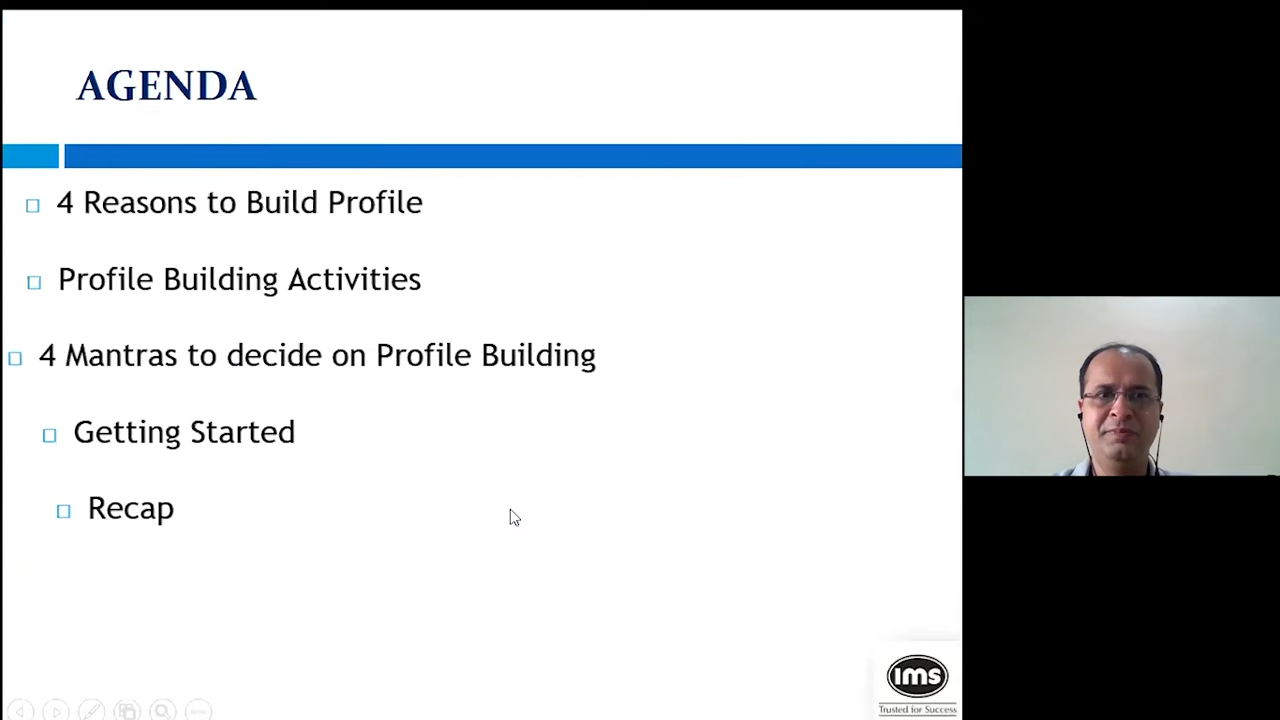 AGENDA
4 Reasons to Build Profile
Profile Building Activities
4 Mantras to decide on Profile Building
Getting Started
Recap
ims
Trusted for Success